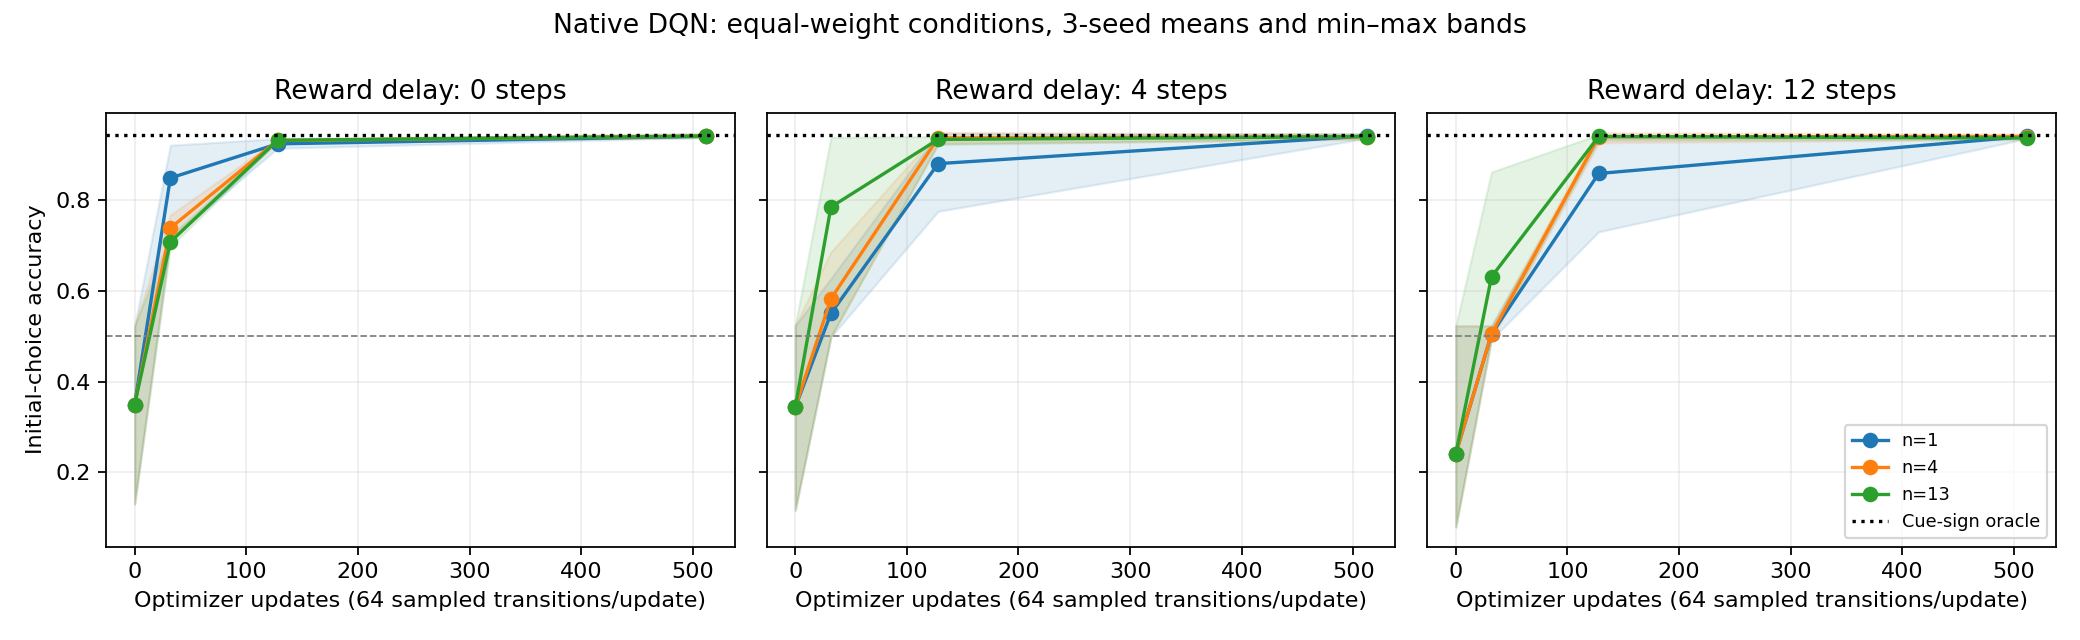 Native DQN: equal-weight conditions, 3-seed means and min–max bands
Reward delay: 0 steps
Reward delay: 4 steps
Reward delay: 12 steps
Initial-choice accuracy
0.8
0.6
0.4
0.2
0 100 200 300 400 500
0 100 200 300 400 500
0 100 200 300 400 500
Optimizer updates (64 sampled transitions/update)
Optimizer updates (64 sampled transitions/update)
Optimizer updates (64 sampled transitions/update)
n=1
n=4
n=13
Cue-sign oracle